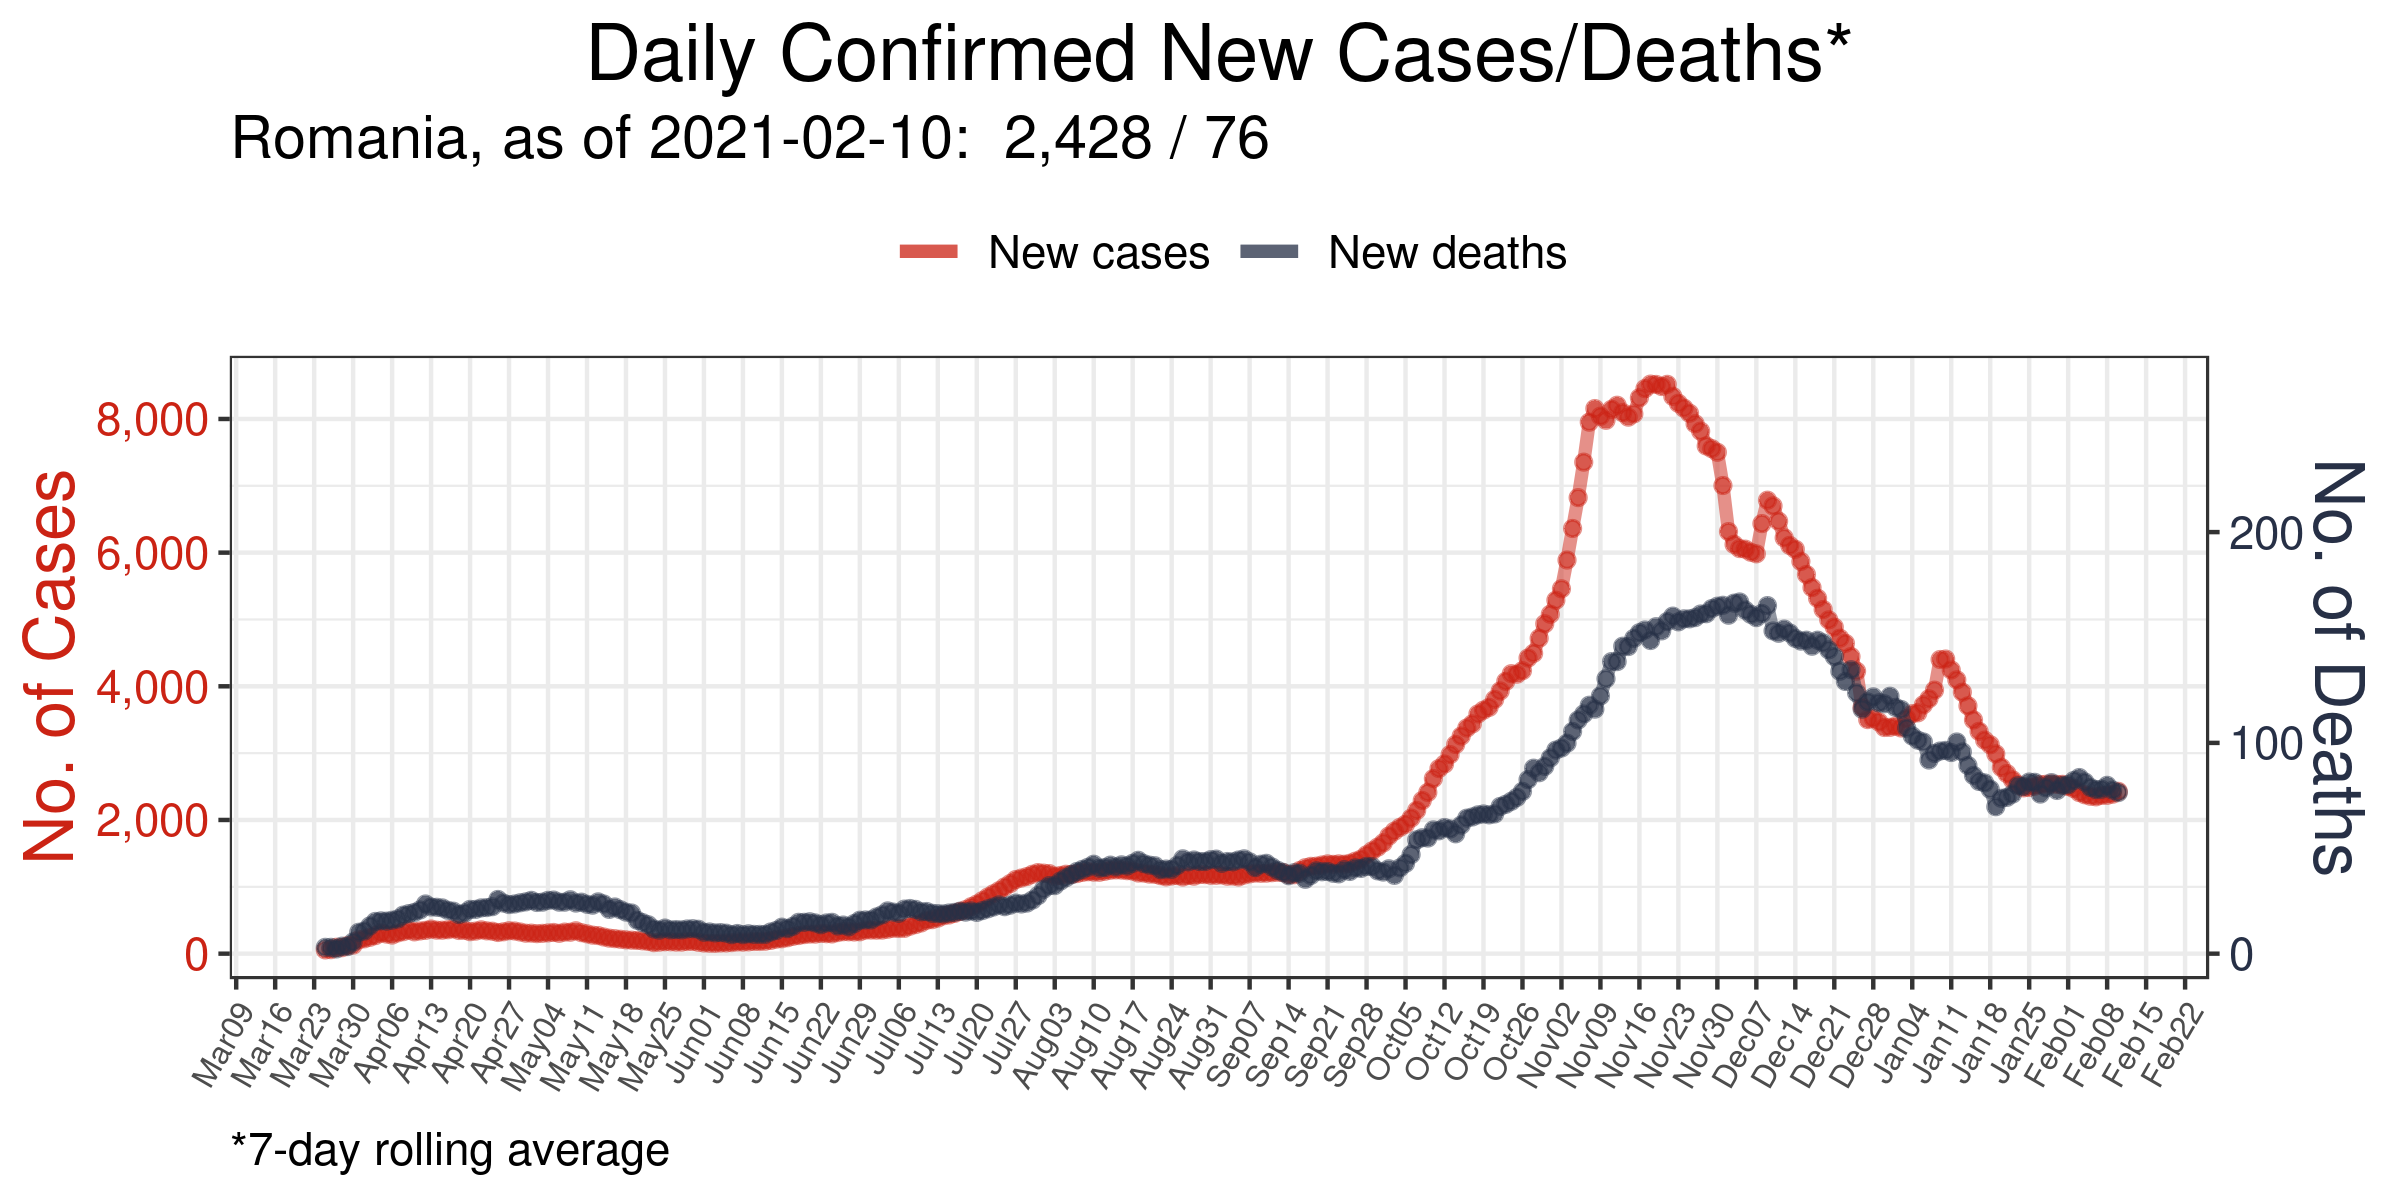 Daily Confirmed New Cases/Deaths*
Romania, as of 2021-02-10:  2,428 / 76
New cases
New deaths
No. of Cases
8,000
6,000
4,000
2,000
0
No. of Deaths
200
100
0
Mar09
Mar16
Mar23
Mar30
Apr06
Apr13
Apr20
Apr27
May04
May11
May18
May25
Jun01
Jun08
Jun15
Jun22
Jun29
Jul06
Jul13
Jul20
Jul27
Aug03
Aug10
Aug17
Aug24
Aug31
Sep07
Sep14
Sep21
Sep28
Oct05
Oct12
Oct19
Oct26
Nov02
Nov09
Nov16
Nov23
Nov30
Dec07
Dec14
Dec21
Dec28
Jan04
Jan11
Jan18
Jan25
Feb01
Feb08
Feb15
Feb22
*7-day rolling average